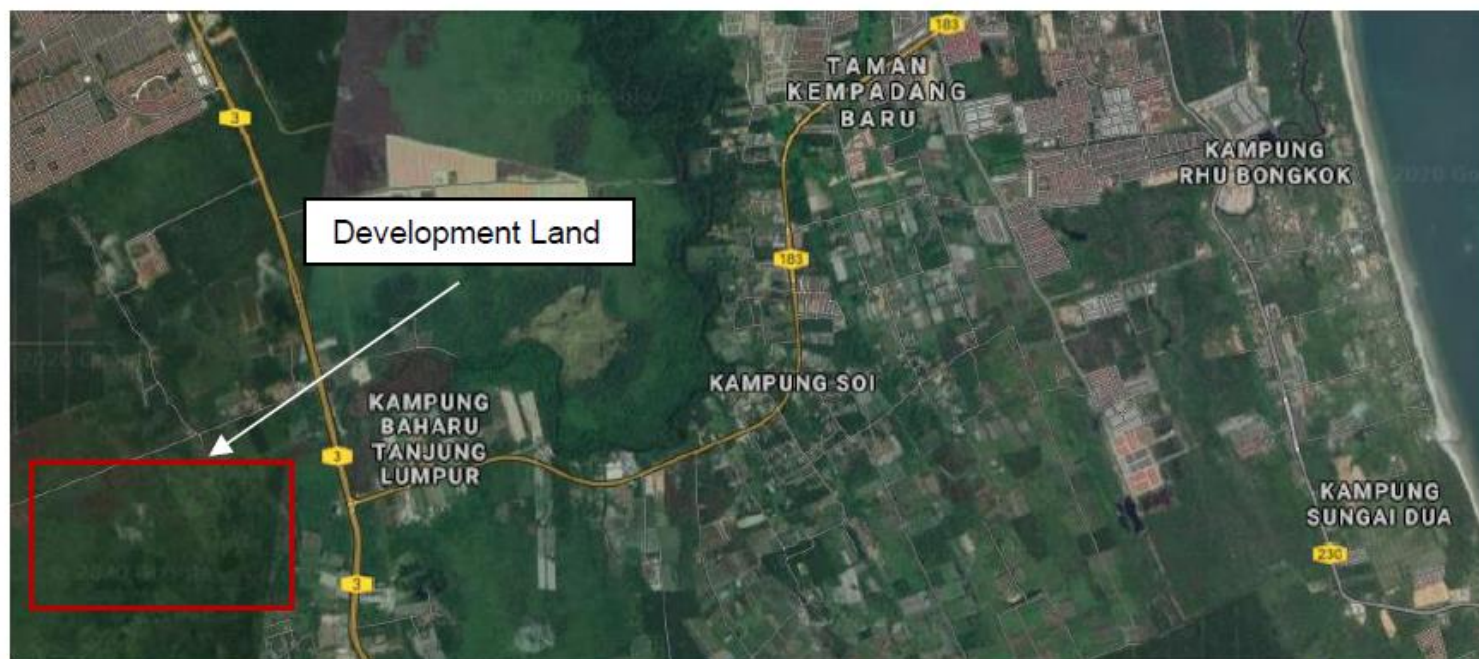 183
TAMAN
KEMPADANG
BARU
3
KAMPUNG
RHU BONGKOK
Development Land
183
KAMPUNG SOI
KAMPUNG
BAHARU
TANJUNG
LUMPUR
3
KAMPUNG
SUNGAI DUA
230
3